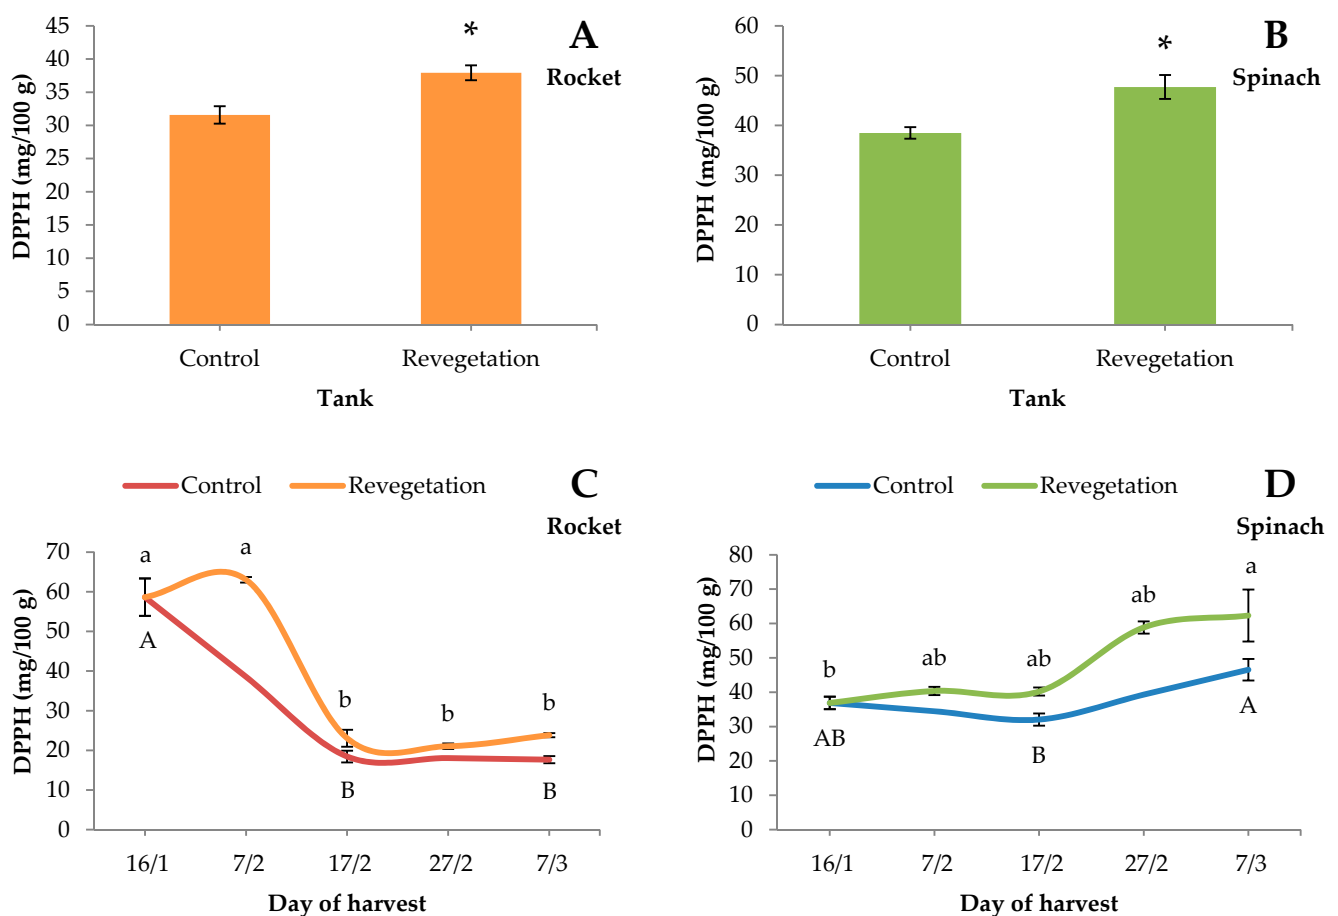 A
Rocket
DPPH (mg/100 g)
45
40
35
30
25
20
15
10
5
0
*
Control Revegetation
Tank
B
Spinach
DPPH (mg/100 g)
60
50
40
30
20
10
0
*
Control Revegetation
Tank
Control Revegetation
C
Rocket
DPPH (mg/100 g)
70
60
50
40
30
20
10
0
a a b b b
A B B
16/1 7/2 17/2 27/2 7/3
Day of harvest
Control Revegetation
D
Spinach
DPPH (mg/100 g)
80
70
60
50
40
30
20
10
0
b ab ab ab a
AB B A
16/1 7/2 17/2 27/2 7/3
Day of harvest